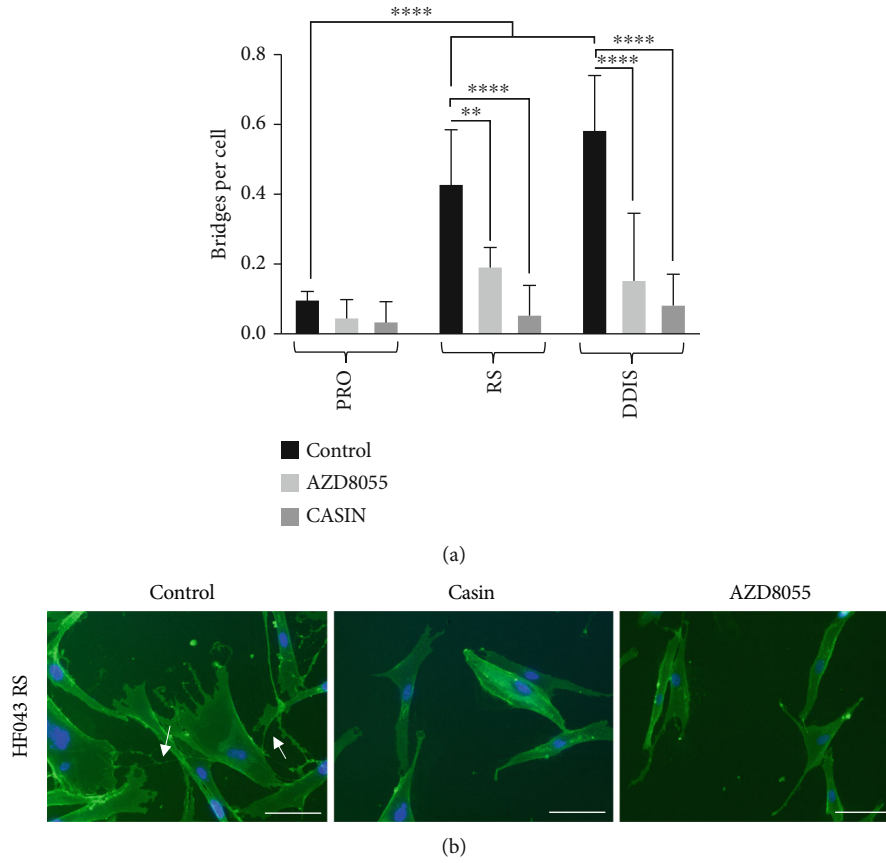 ****
****
****
****
**
0.8
0.6
0.4
0.2
0.0
Bridges per cell
PRO
RS
DDIS
Control
AZD8055
CASIN
(a)
Control
Casin
AZD8055
HF043 RS
(b)